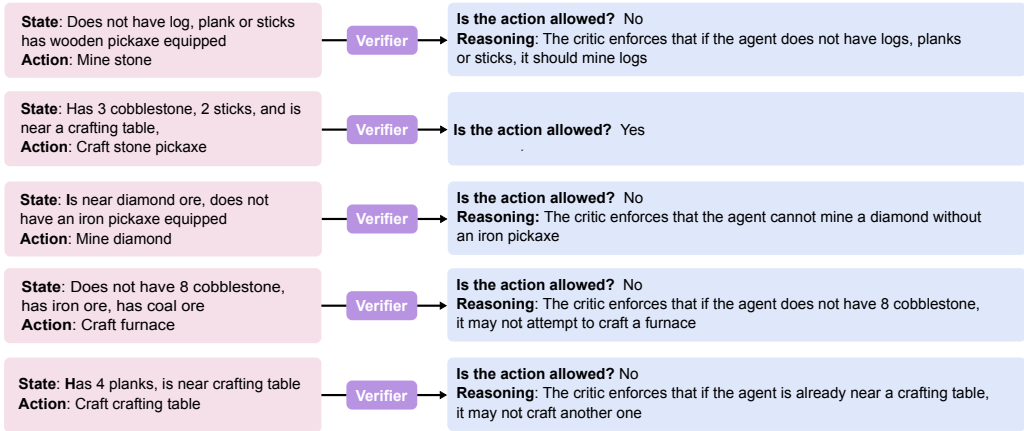 State: Does not have log, plank or sticks
has wooden pickaxe equipped
Action: Mine stone
Verifier
Is the action allowed? No
Reasoning: The critic enforces that if the agent does not have logs, planks
or sticks, it should mine logs
State: Has 3 cobblestone, 2 sticks, and is
near a crafting table,
Action: Craft stone pickaxe
Verifier
Is the action allowed? Yes
.
State: Is near diamond ore, does not
have an iron pickaxe equipped
Action: Mine diamond
Verifier
Is the action allowed? No
Reasoning: The critic enforces that the agent cannot mine a diamond without
an iron pickaxe
State: Does not have 8 cobblestone,
has iron ore, has coal ore
Action: Craft furnace
Verifier
Is the action allowed? No
Reasoning: The critic enforces that if the agent does not have 8 cobblestone,
it may not attempt to craft a furnace
State: Has 4 planks, is near crafting table
Action: Craft crafting table
Verifier
Is the action allowed? No
Reasoning: The critic enforces that if the agent is already near a crafting table,
it may not craft another one